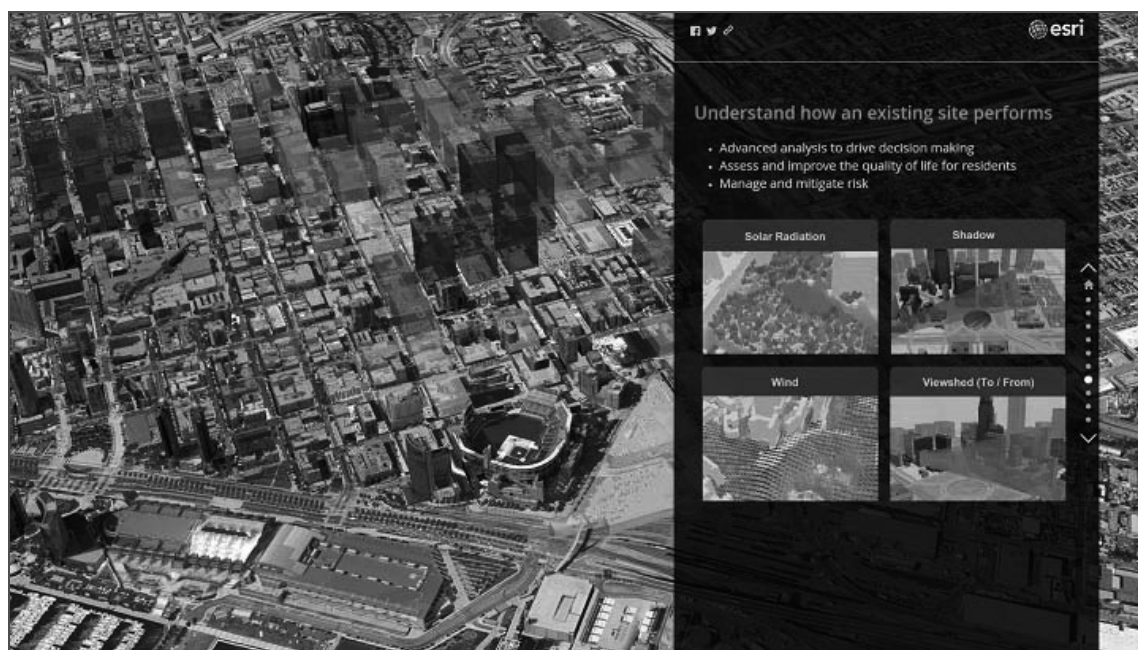 esri
Understand how an existing site performs
• Advanced analysis to drive decision making
• Assess and improve the quality of life for residents
• Manage and mitigate risk
Solar Radiation
Shadow
Wind
Viewshed (To / From)